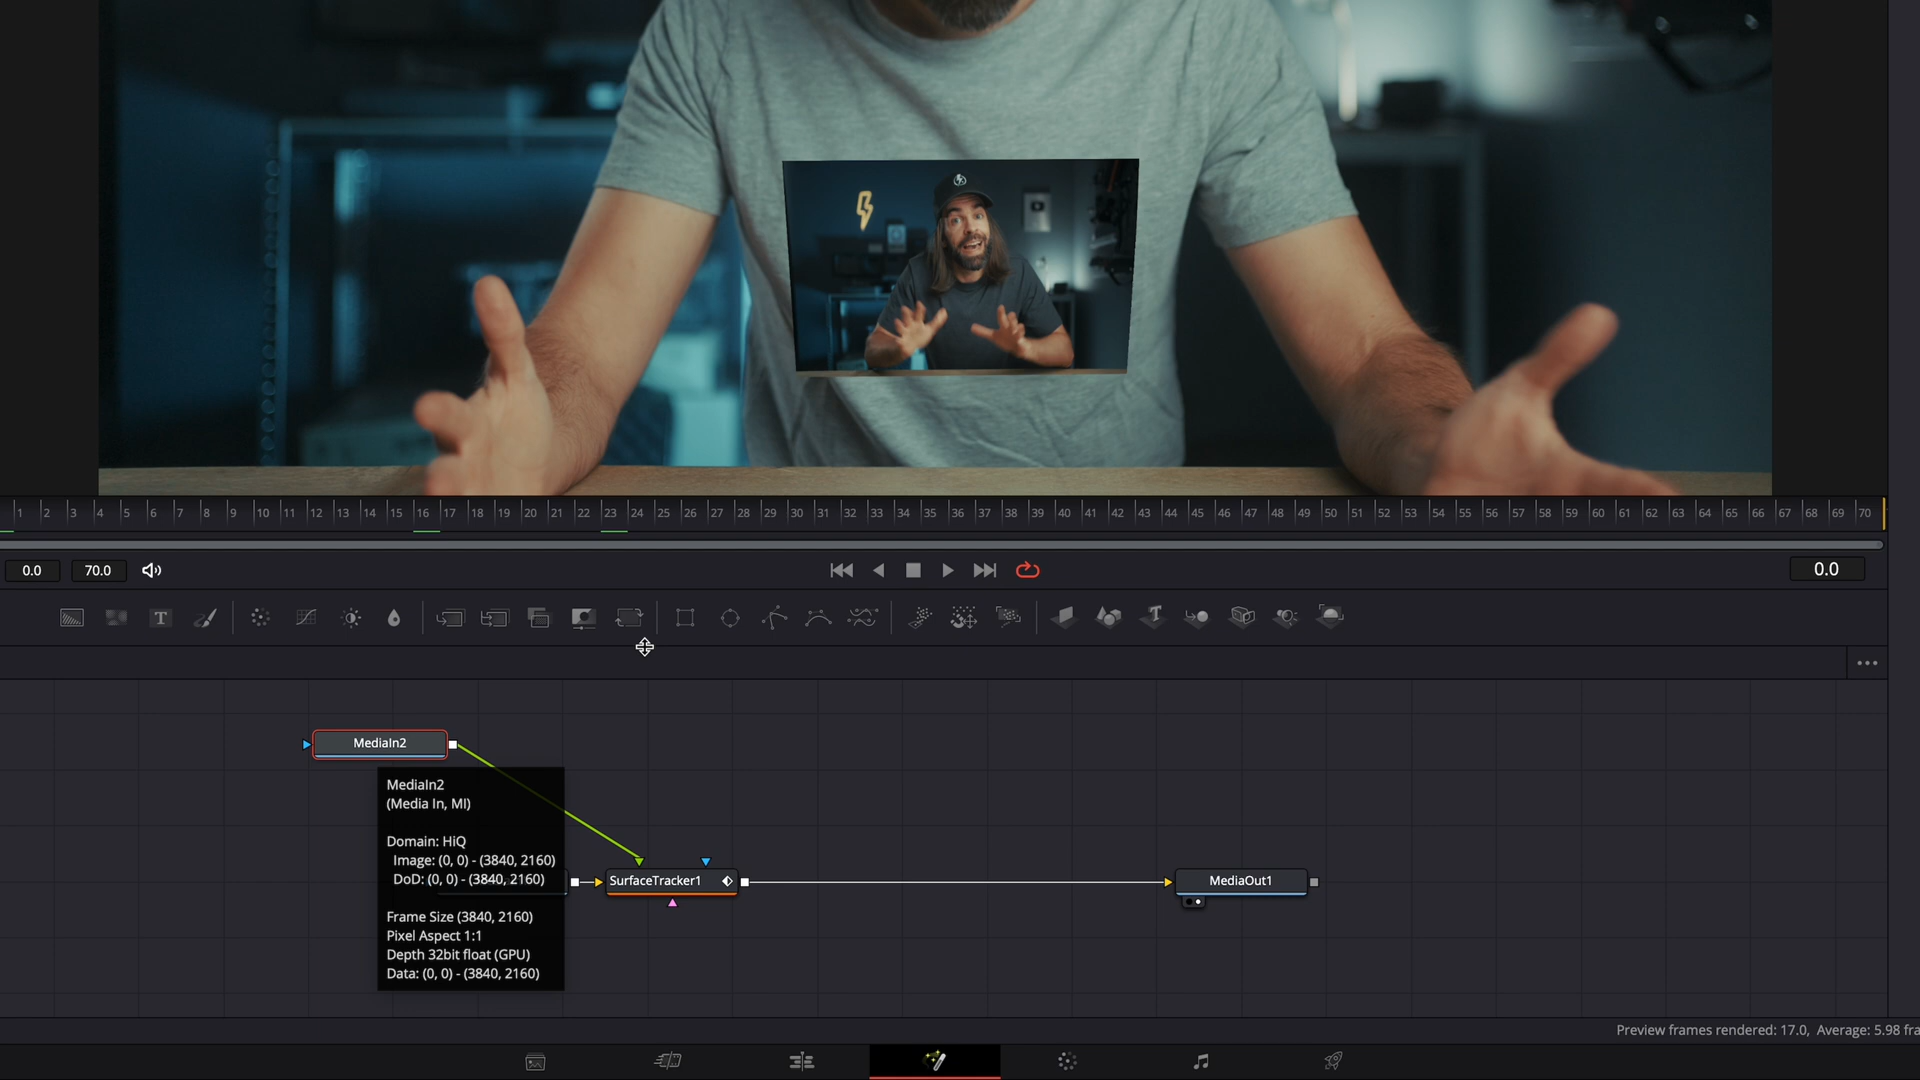 1 2 3 4 5 6 7 8 9 10 11 12 13 14 15 16 17 18 19 20 21 22 23 24 25 26 27 28 29 30 31 32 33 34 35 36 37 38 39 40 41 42 43 44 45 46 47 48 49 50 51 52 53 54 55 56 57 58 59 60 61 62 63 64 65 66 67 68 69 70
0.0 70.0 0.0
T T
MediaIn2
MediaIn2
(Media In, MI)
Domain: HiQ
Image: (0, 0) - (3840, 2160)
DoD: (0, 0) - (3840, 2160)
Frame Size (3840, 2160)
Pixel Aspect 1:1
Depth 32bit float (GPU)
Data: (0, 0) - (3840, 2160)
SurfaceTracker1
MediaOut1
Preview frames rendered: 17.0, Average: 5.98 fra